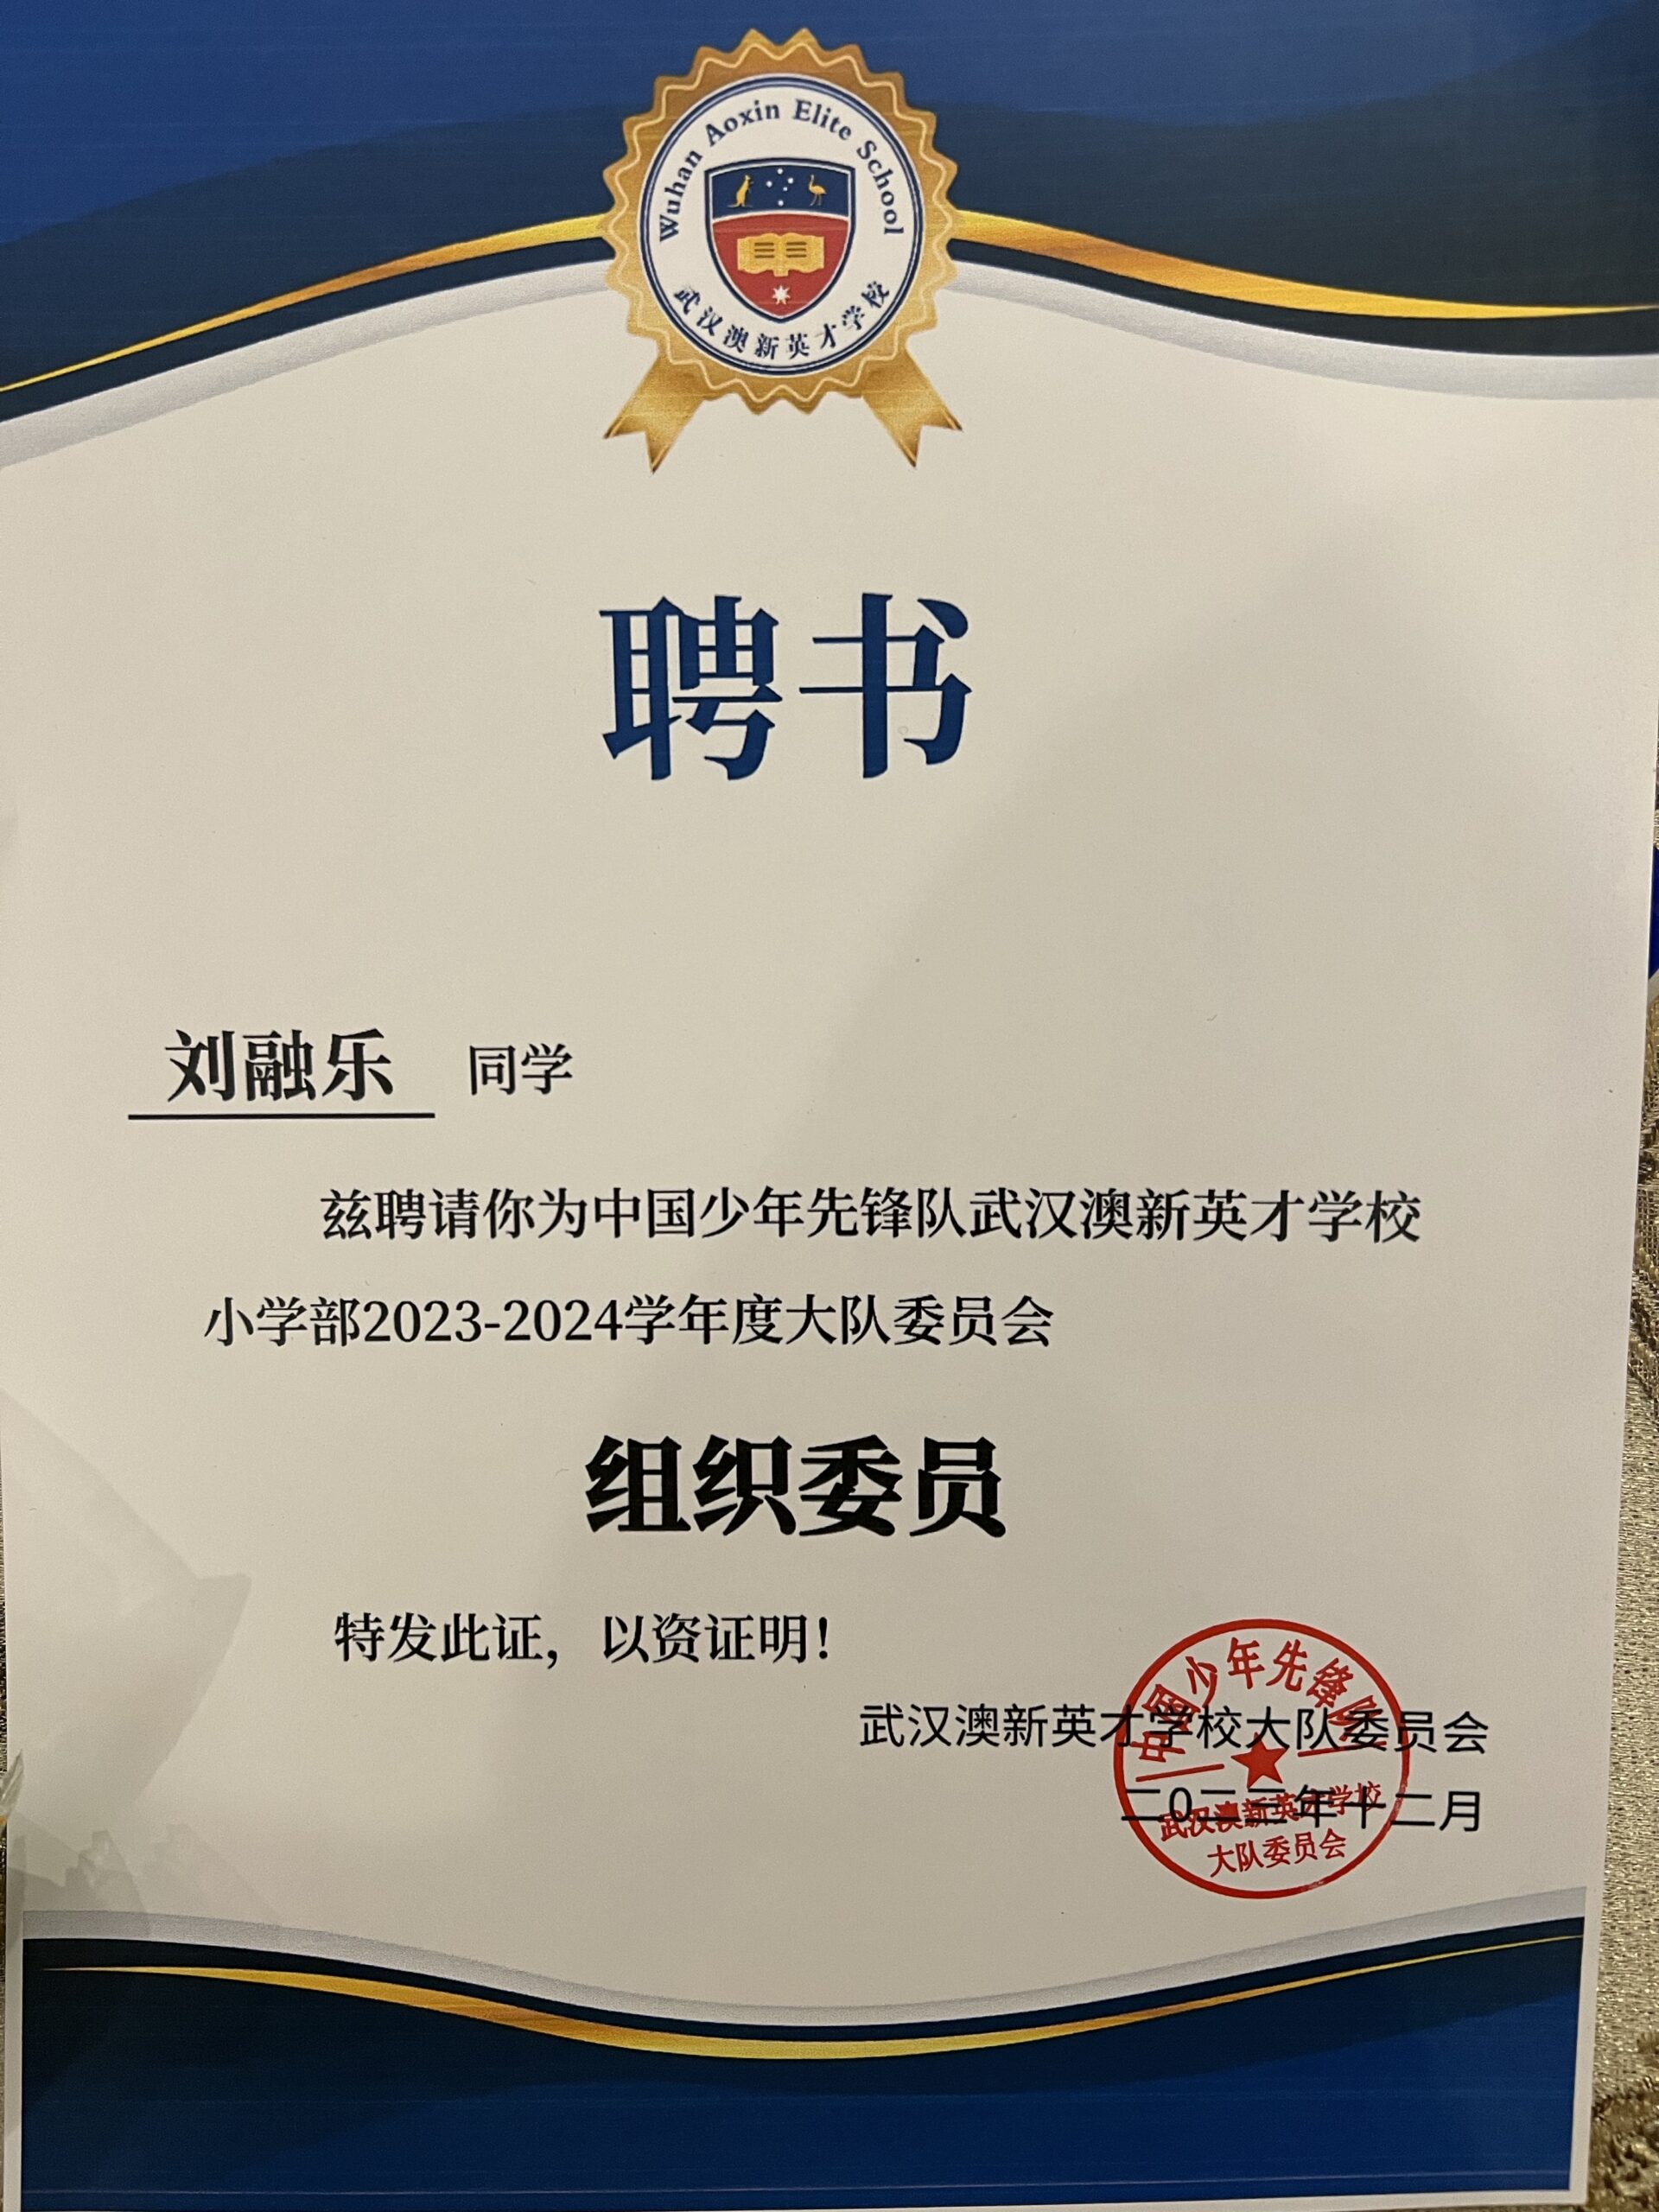 Wuhan Aoxin Elite School
武汉澳新英才学校
聘书
刘融乐 同学
兹聘请你为中国少年先锋队武汉澳新英才学校
小学部2023-2024学年度大队委员会
组织委员
特发此证，以资证明！
武汉澳新英才学校大队委员会
二0二三年十二月
中国少年先锋队
武汉澳新英才学校
大队委员会